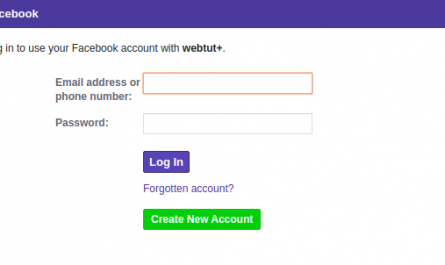 cebook
g in to use your Facebook account with webtut+.
Email address or
phone number:
Password:
Log In
Forgotten account?
Create New Account